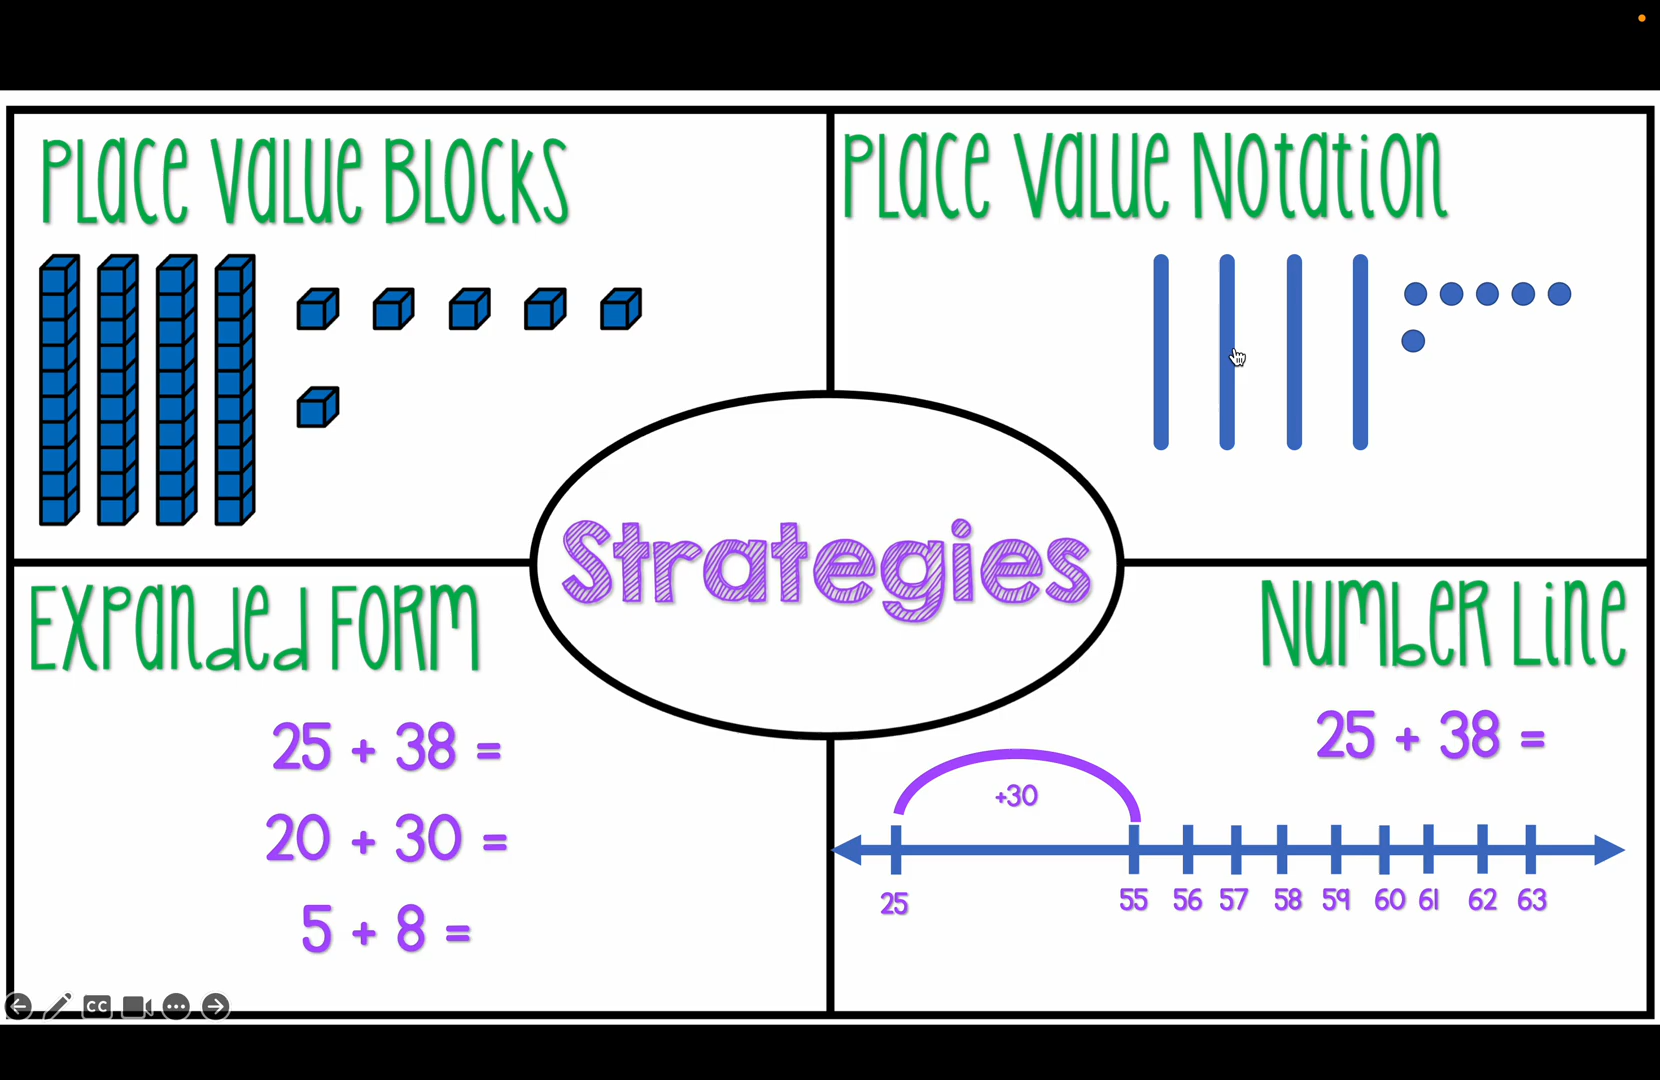 Place Value Blocks
Place Value Notation
Strategies
Expanded Form
25 + 38 =
20 + 30 =
5 + 8 =
Number Line
25 + 38 =
+30
25 55 56 57 58 59 60 61 62 63
CC